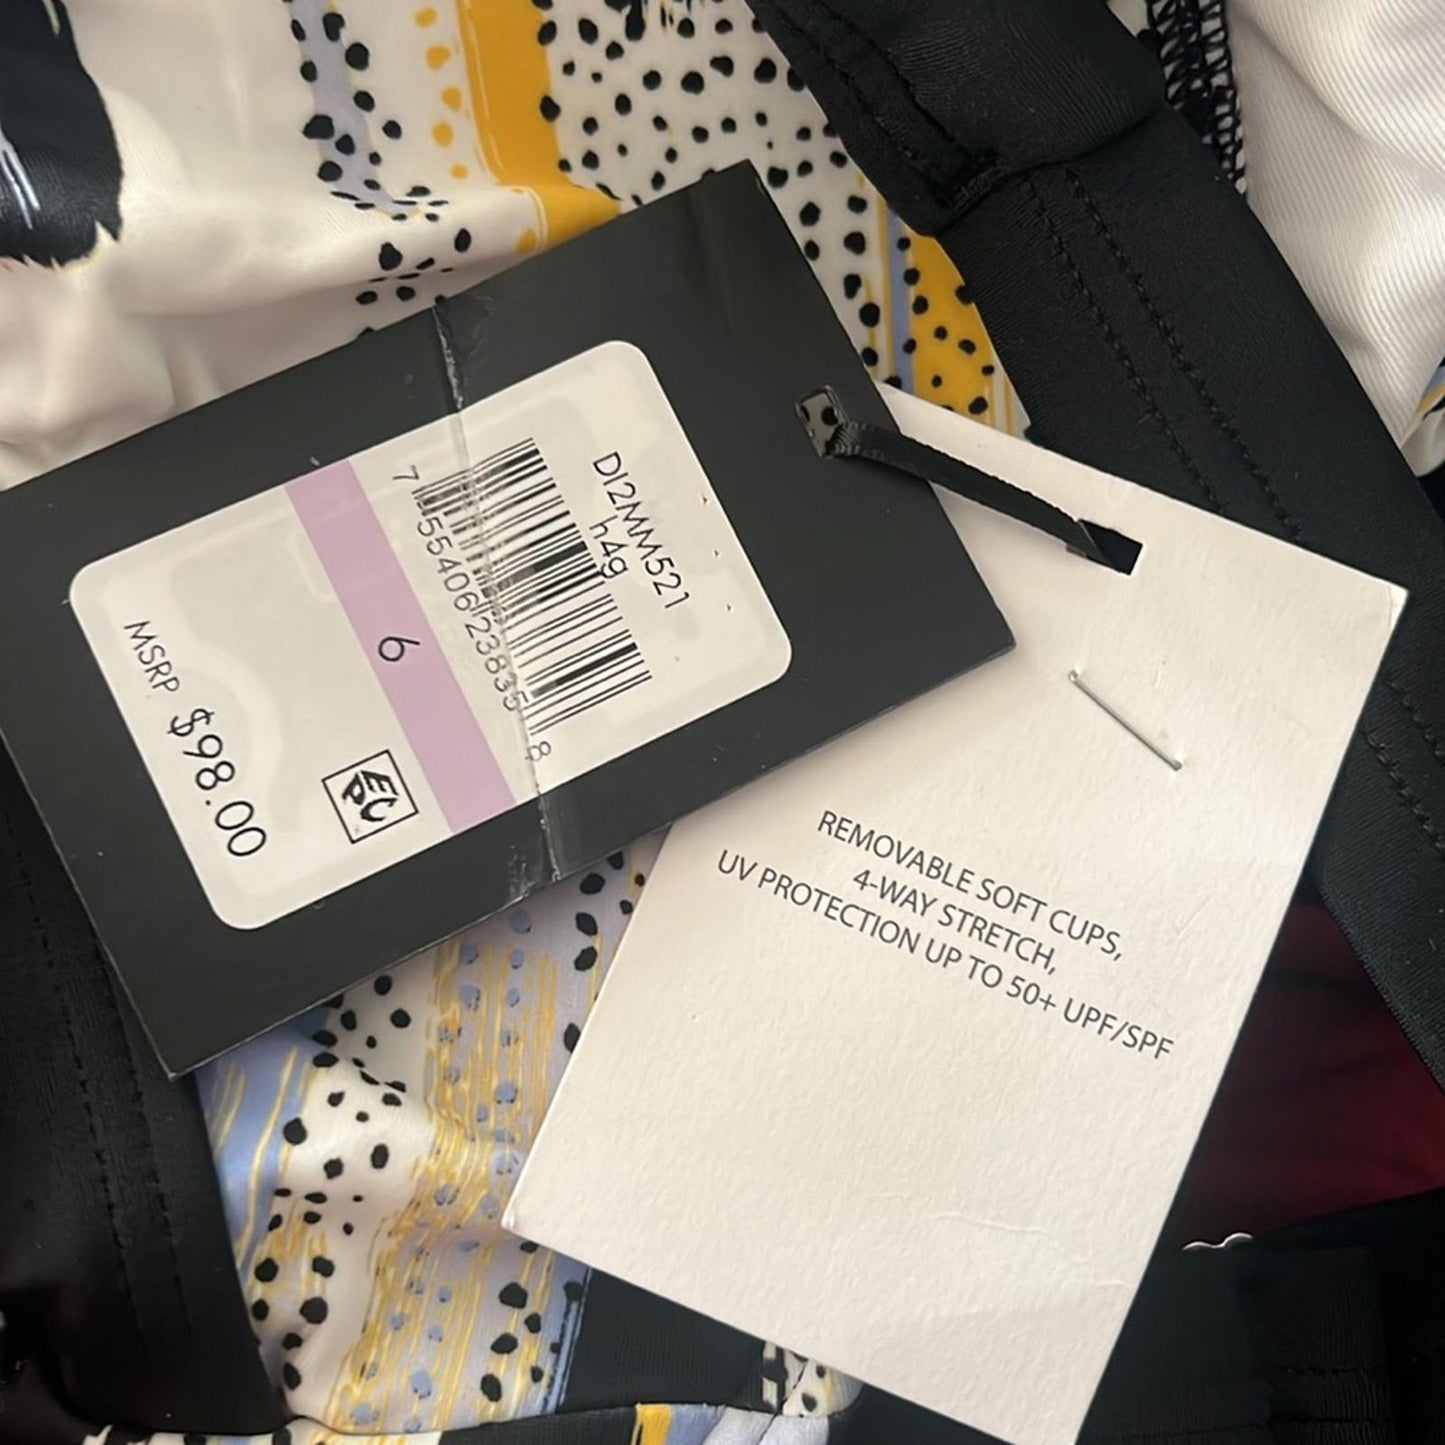 DI2MM521
h4g
7 55406 23835 8
6
MSRP $98.00
REMOVABLE SOFT CUPS,
4-WAY STRETCH,
UV PROTECTION UP TO 50+ UPF/SPF